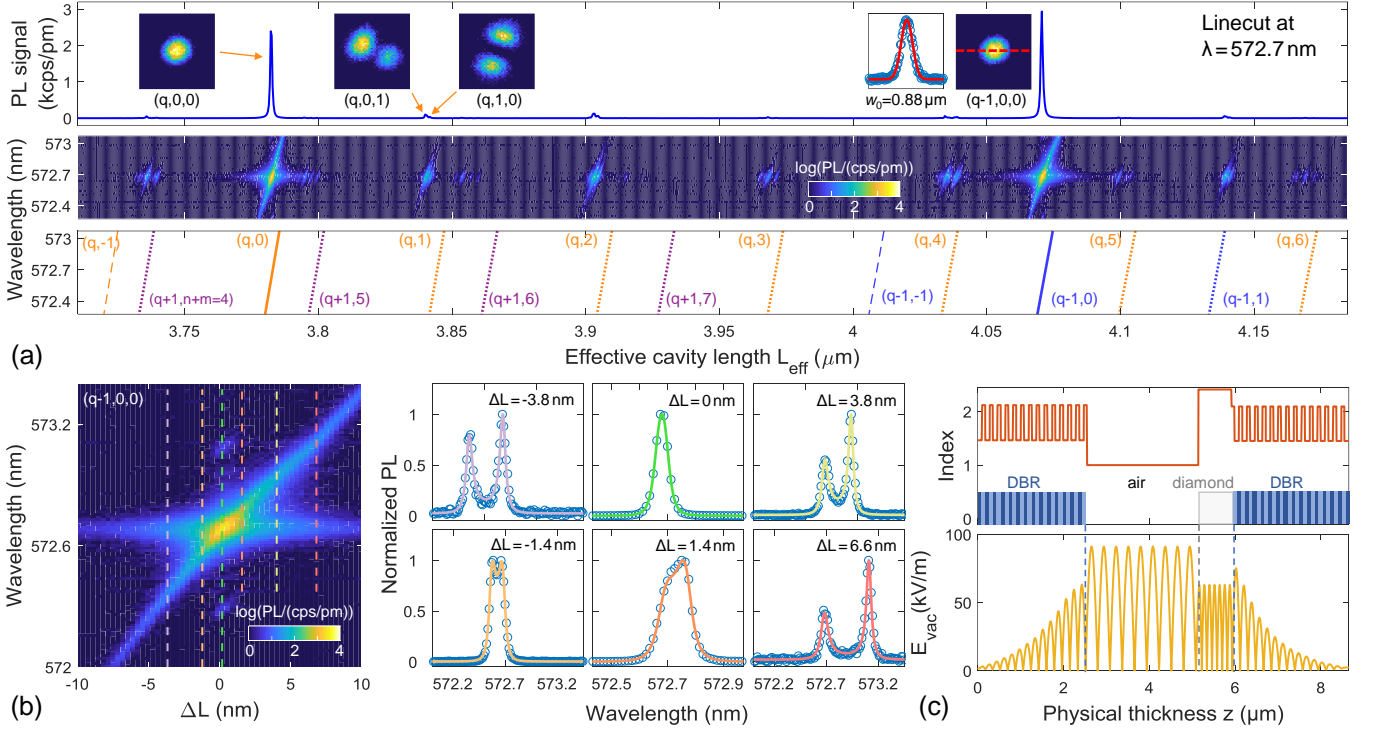 PL signal
(kcps/pm)
3
2
1
0
(q,0,0)
(q,0,1)
(q,1,0)
w₀=0.88 μm
(q-1,0,0)
Linecut at
λ=572.7 nm
Wavelength (nm)
573
572.7
572.4
log(PL/(cps/pm))
0 2 4
Wavelength (nm)
573
572.7
572.4
(q,-1)
(q,0)
(q,1)
(q,2)
(q,3)
(q,4)
(q,5)
(q,6)
(q+1,n+m=4)
(q+1,5)
(q+1,6)
(q+1,7)
(q-1,-1)
(q-1,0)
(q-1,1)
3.75 3.8 3.85 3.9 3.95 4 4.05 4.1 4.15
Effective cavity length L_eff (μm)
(a)
(q-1,0,0)
Wavelength (nm)
573.2
572.6
572
log(PL/(cps/pm))
0 2 4
-10 -5 0 5 10
ΔL (nm)
(b)
Normalized PL
1
0.5
0
1
0.5
0
ΔL=-3.8 nm
ΔL=0 nm
ΔL=3.8 nm
ΔL=-1.4 nm
ΔL=1.4 nm
ΔL=6.6 nm
572.2 572.7 573.2
572.5 572.7 572.9
572.2 572.7 573.2
Wavelength (nm)
Index
2
1
0
DBR
air
diamond
DBR
E_vac(kV/m)
100
50
0
0 2 4 6 8
Physical thickness z (μm)
(c)